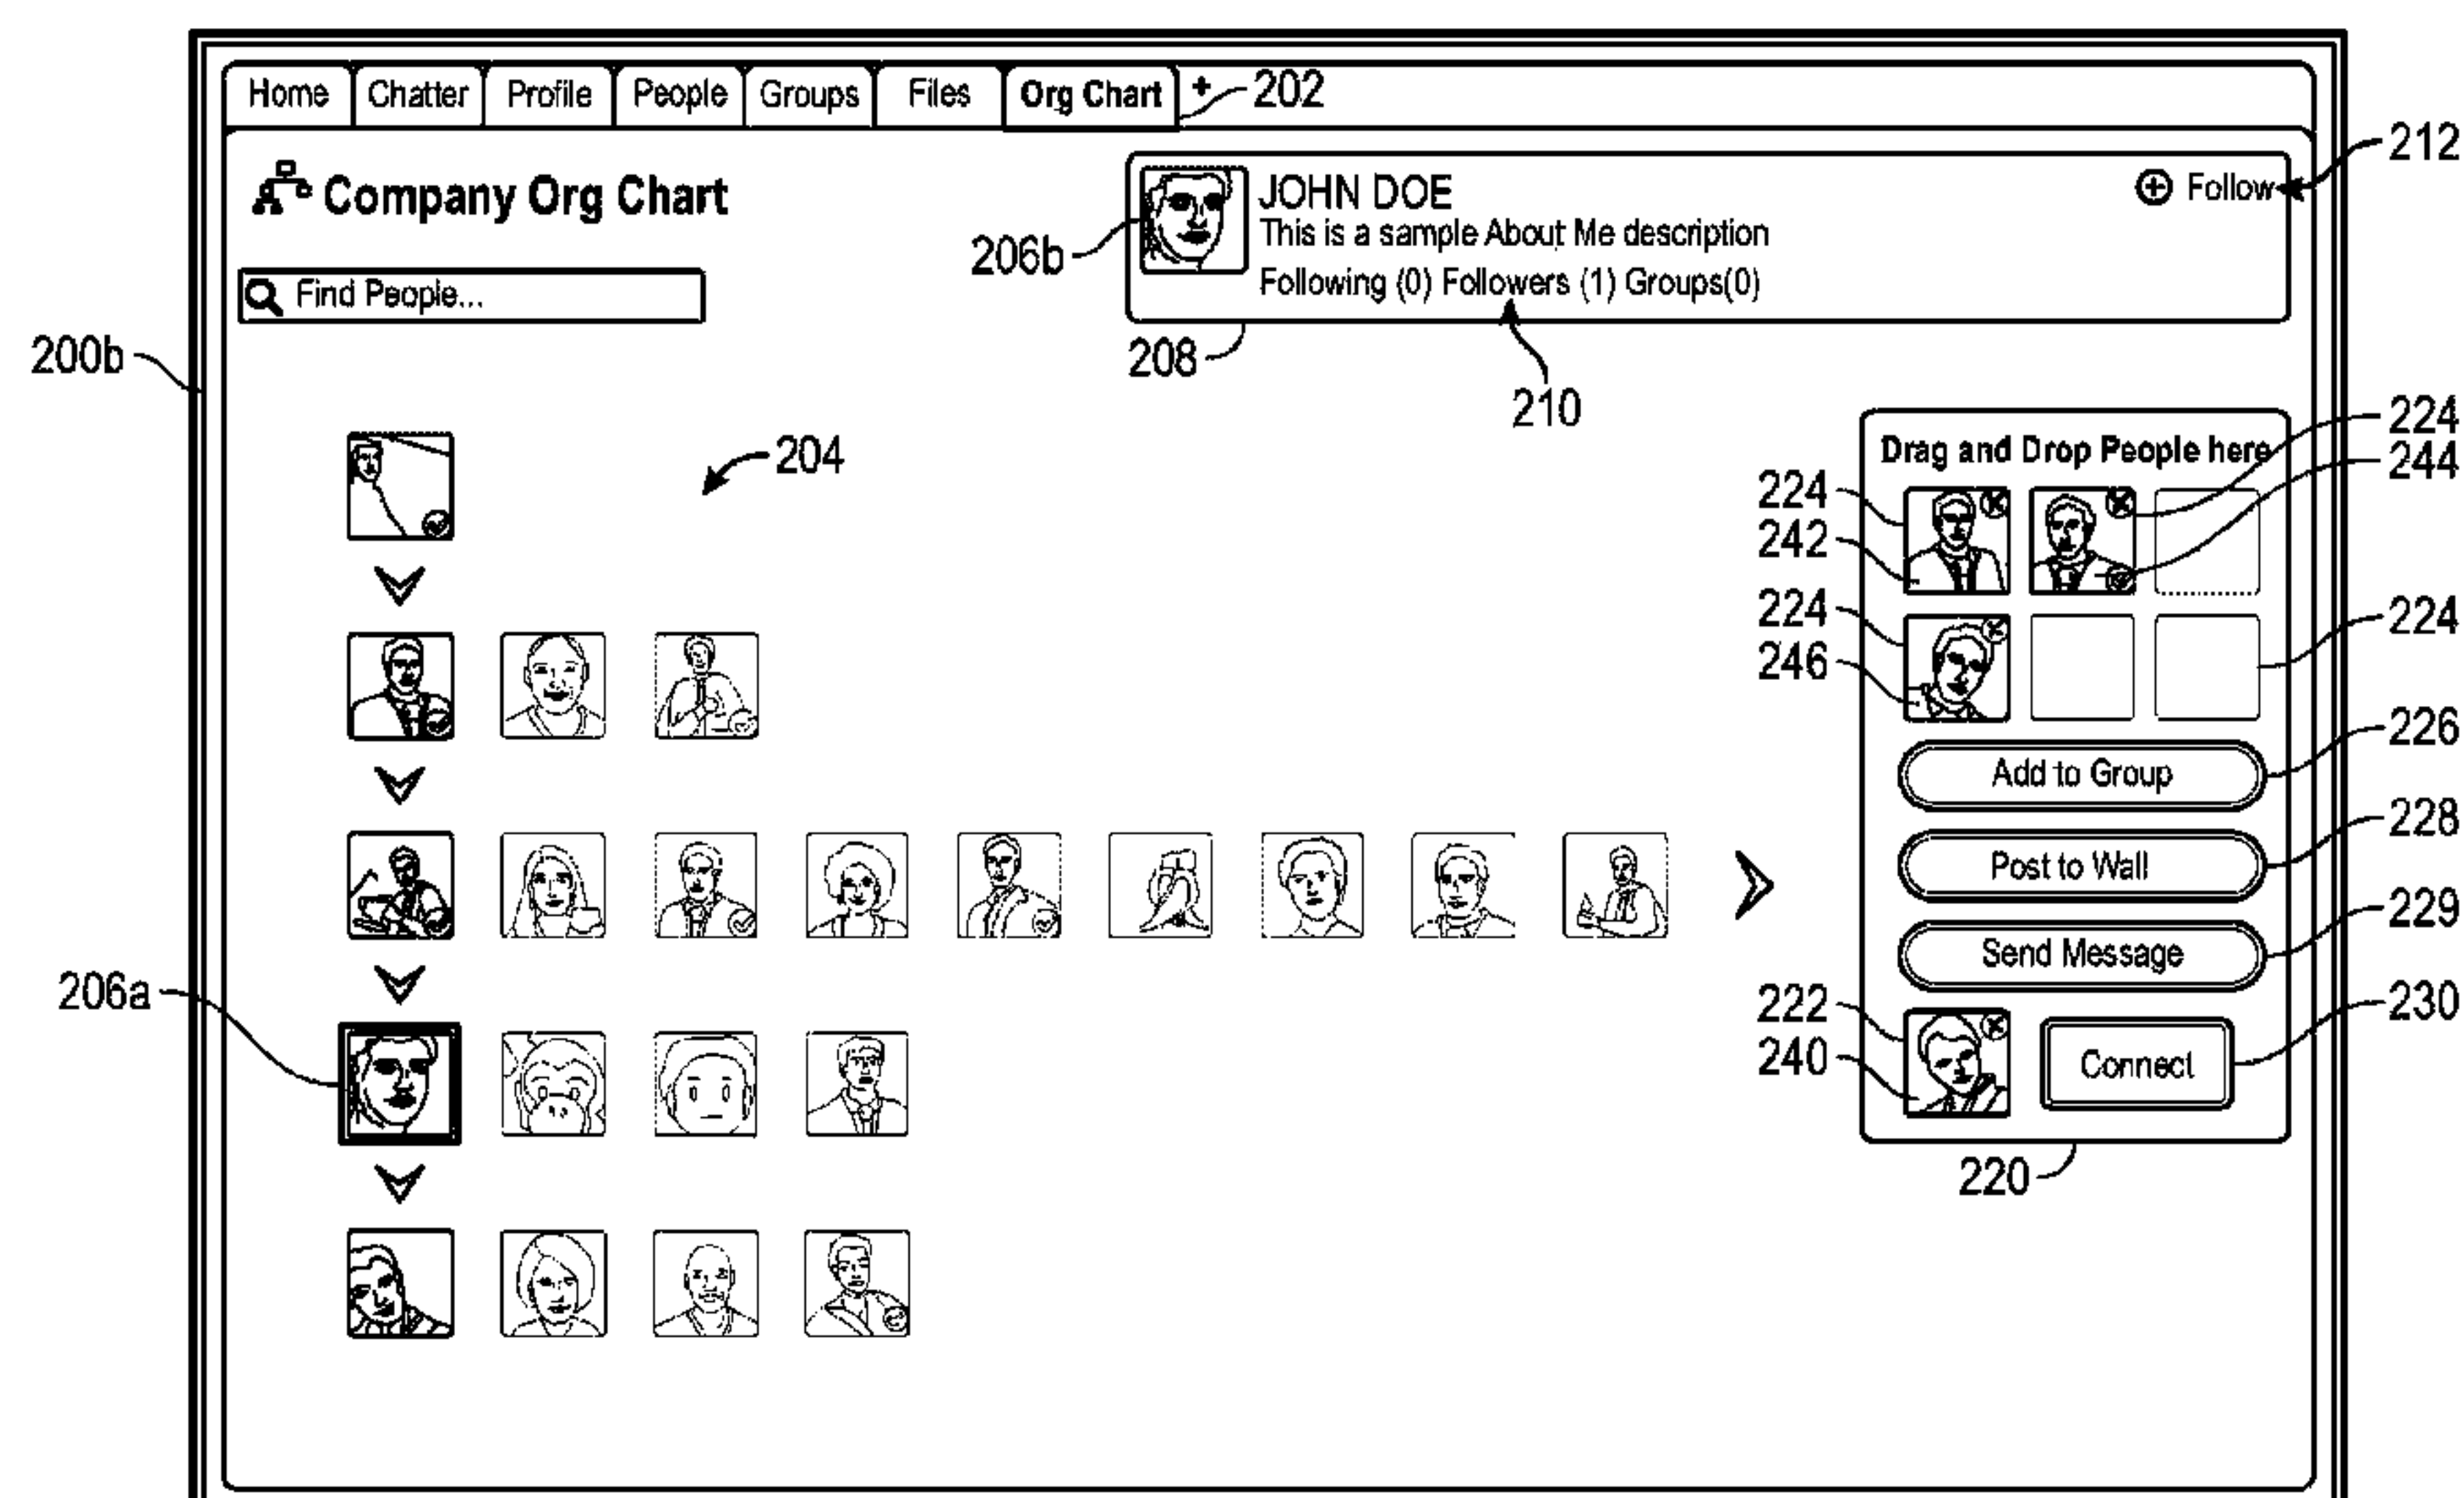 Home Chatter Profile People Groups Files Org Chart +
202
212
Company Org Chart
JOHN DOE
Follow
This is a sample About Me description
206b
Following (0) Followers (1) Groups(0)
Find People...
200b
208
210
204
Drag and Drop People here
224
244
224
242
224
246
224
Add to Group
226
Post to Wall
228
Send Message
229
206a
222
240
Connect
230
220